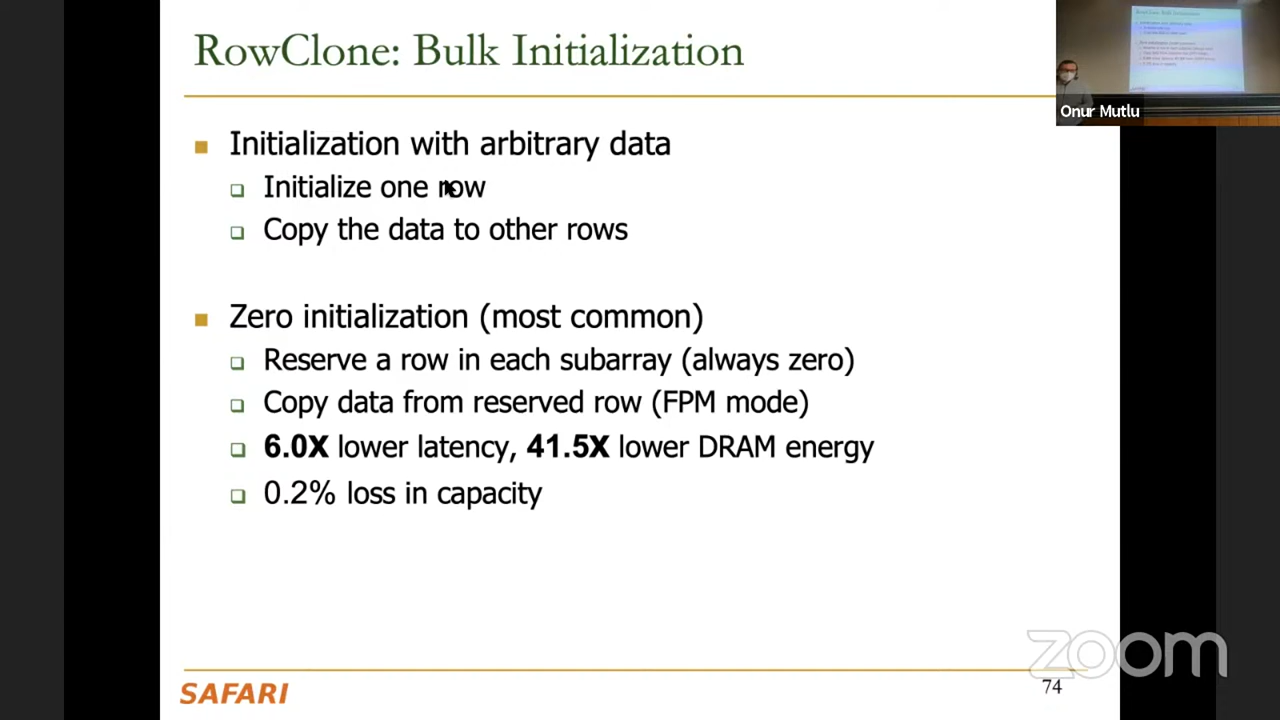 RowClone: Bulk Initialization
Onur Mutlu
Initialization with arbitrary data
Initialize one row
Copy the data to other rows
Zero initialization (most common)
Reserve a row in each subarray (always zero)
Copy data from reserved row (FPM mode)
6.0X lower latency, 41.5X lower DRAM energy
0.2% loss in capacity
zoom
SAFARI
74